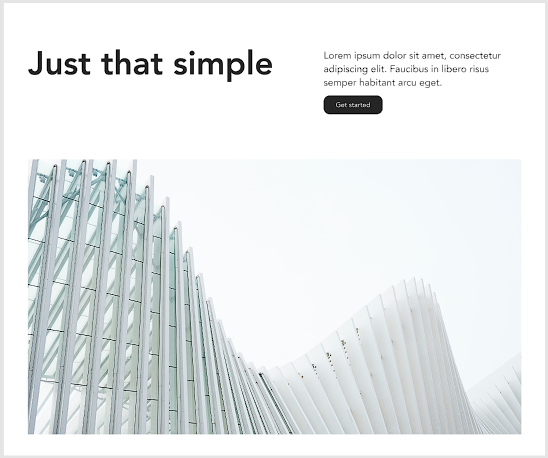 Just that simple
Lorem ipsum dolor sit amet, consectetur
adipiscing elit. Faucibus in libero risus
semper habitant arcu eget.
Get started